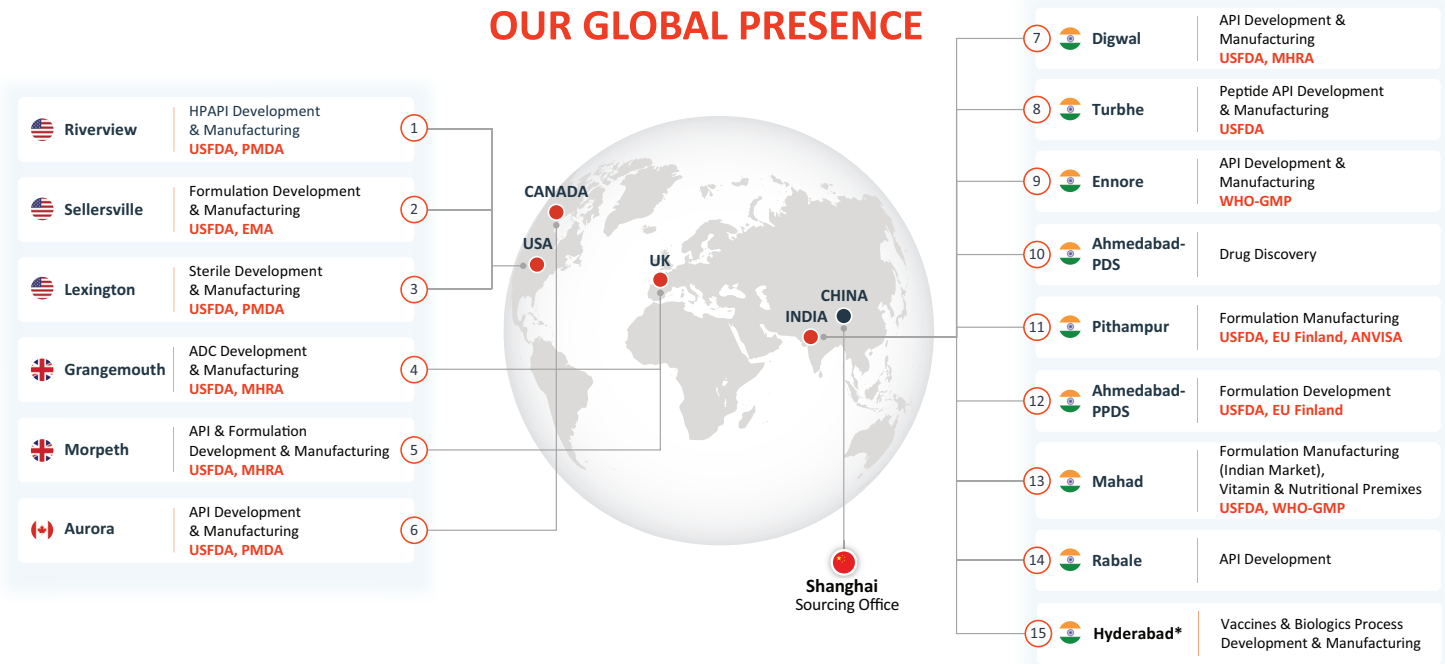 OUR GLOBAL PRESENCE
Riverview
HPAPI Development
& Manufacturing
USFDA, PMDA
1
Sellersville
Formulation Development
& Manufacturing
USFDA, EMA
2
Lexington
Sterile Development
& Manufacturing
USFDA, PMDA
3
Grangemouth
ADC Development
& Manufacturing
USFDA, MHRA
4
Morpeth
API & Formulation
Development & Manufacturing
USFDA, MHRA
5
Aurora
API Development
& Manufacturing
USFDA, PMDA
6
CANADA
USA
UK
CHINA
INDIA
Shanghai
Sourcing Office
7
Digwal
API Development &
Manufacturing
USFDA, MHRA
8
Turbhe
Peptide API Development
& Manufacturing
USFDA
9
Ennore
API Development &
Manufacturing
WHO-GMP
10
Ahmedabad-
PDS
Drug Discovery
11
Pithampur
Formulation Manufacturing
USFDA, EU Finland, ANVISA
12
Ahmedabad-
PPDS
Formulation Development
USFDA, EU Finland
13
Mahad
Formulation Manufacturing
(Indian Market),
Vitamin & Nutritional Premixes
USFDA, WHO-GMP
14
Rabale
API Development
15
Hyderabad*
Vaccines & Biologics Process
Development & Manufacturing